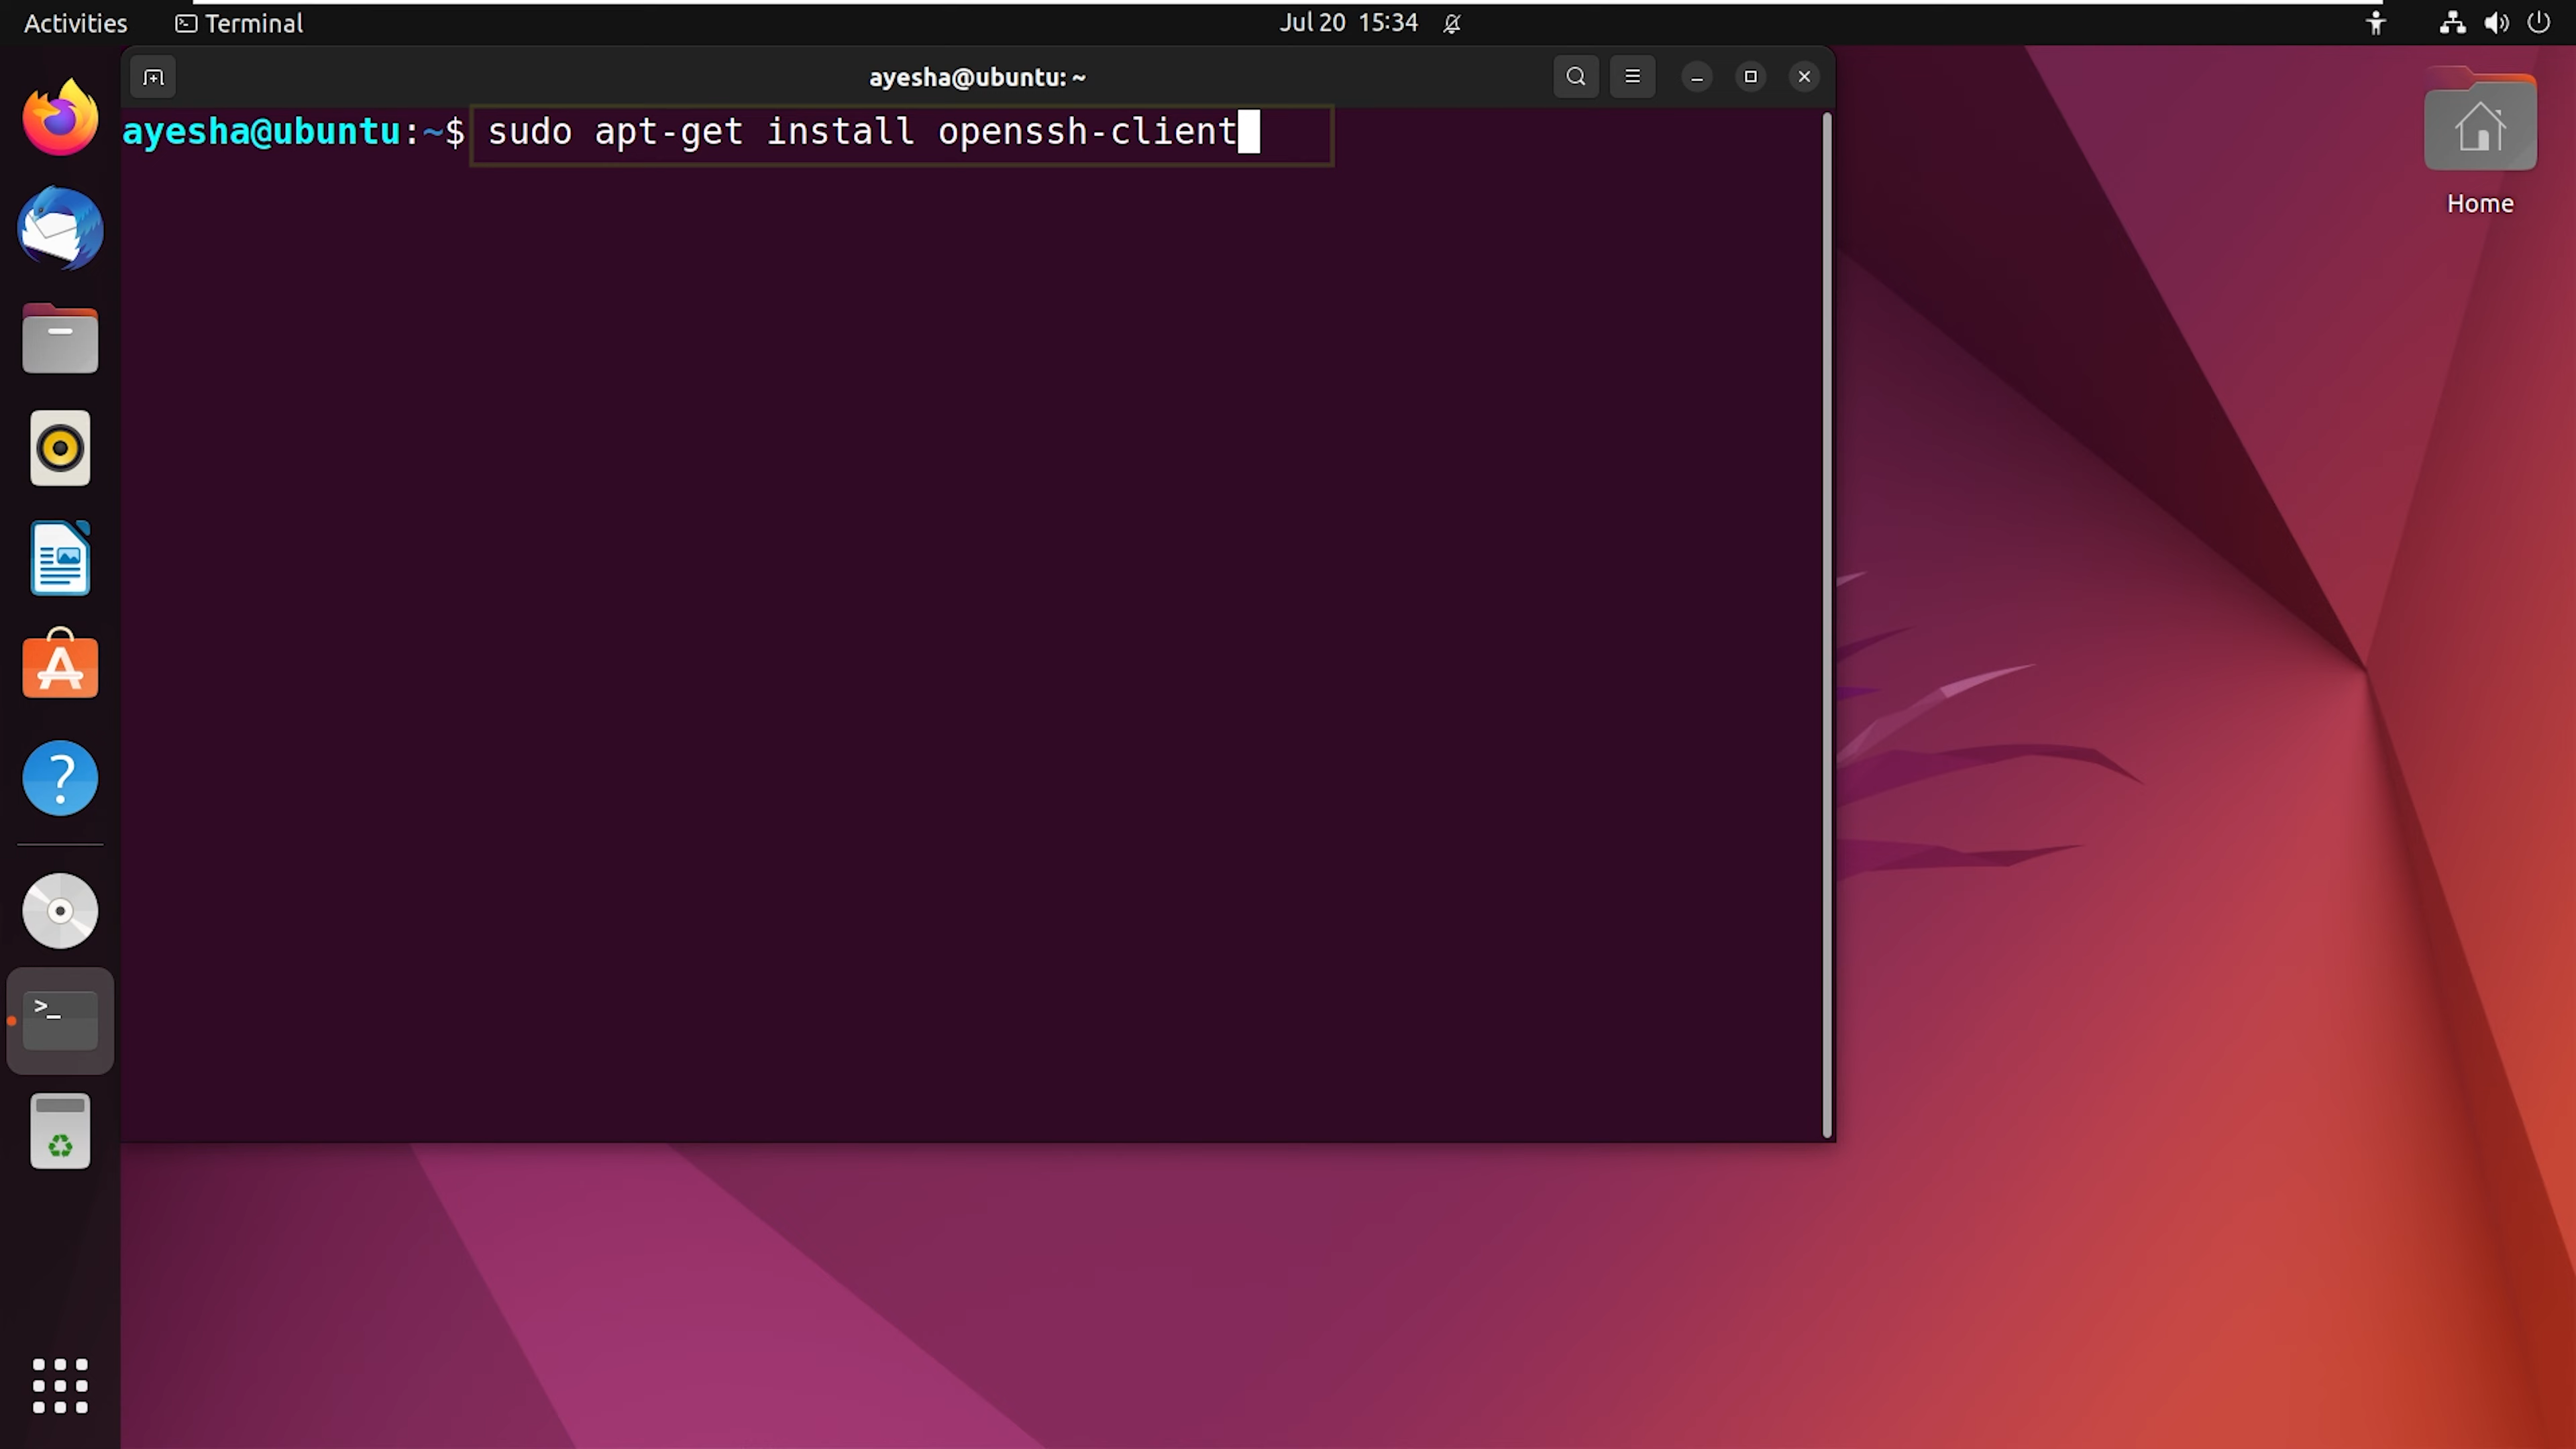 Activities Terminal Jul 20 15:34
ayesha@ubuntu: ~
ayesha@ubuntu:~$ sudo apt-get install openssh-client
Home